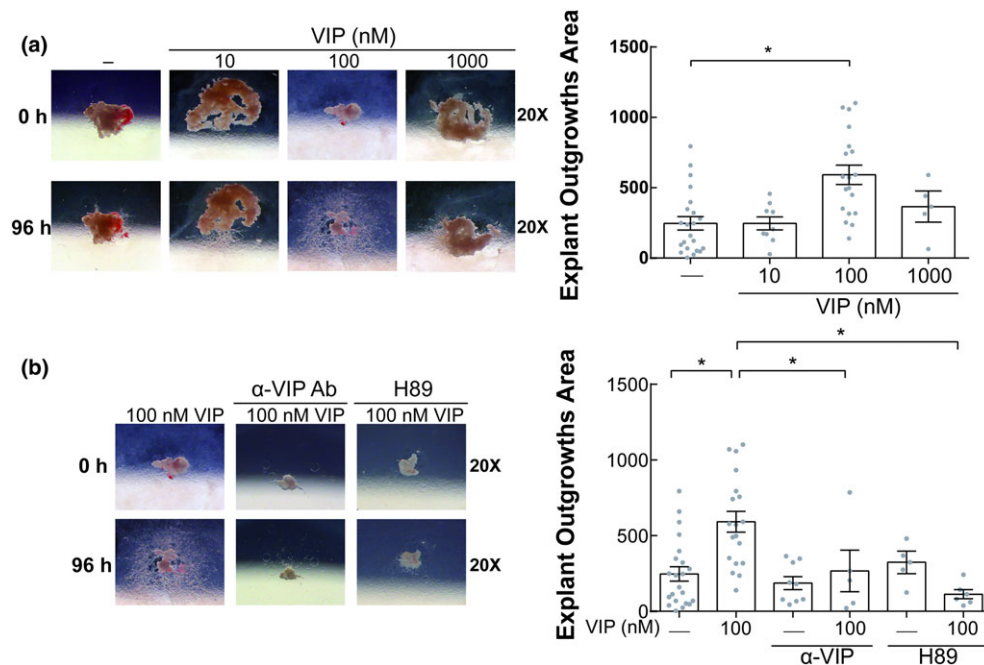 (a)
VIP (nM)
— 10 100 1000
0 h 20X
96 h 20X
Explant Outgrowths Area
1500
1000
500
0
— 10 100 1000
VIP (nM)
*
(b)
α-VIP Ab H89
100 nM VIP 100 nM VIP 100 nM VIP
0 h 20X
96 h 20X
Explant Outgrowths Area
1500
1000
500
0
* * *
VIP (nM) — 100 — 100 — 100
α-VIP H89